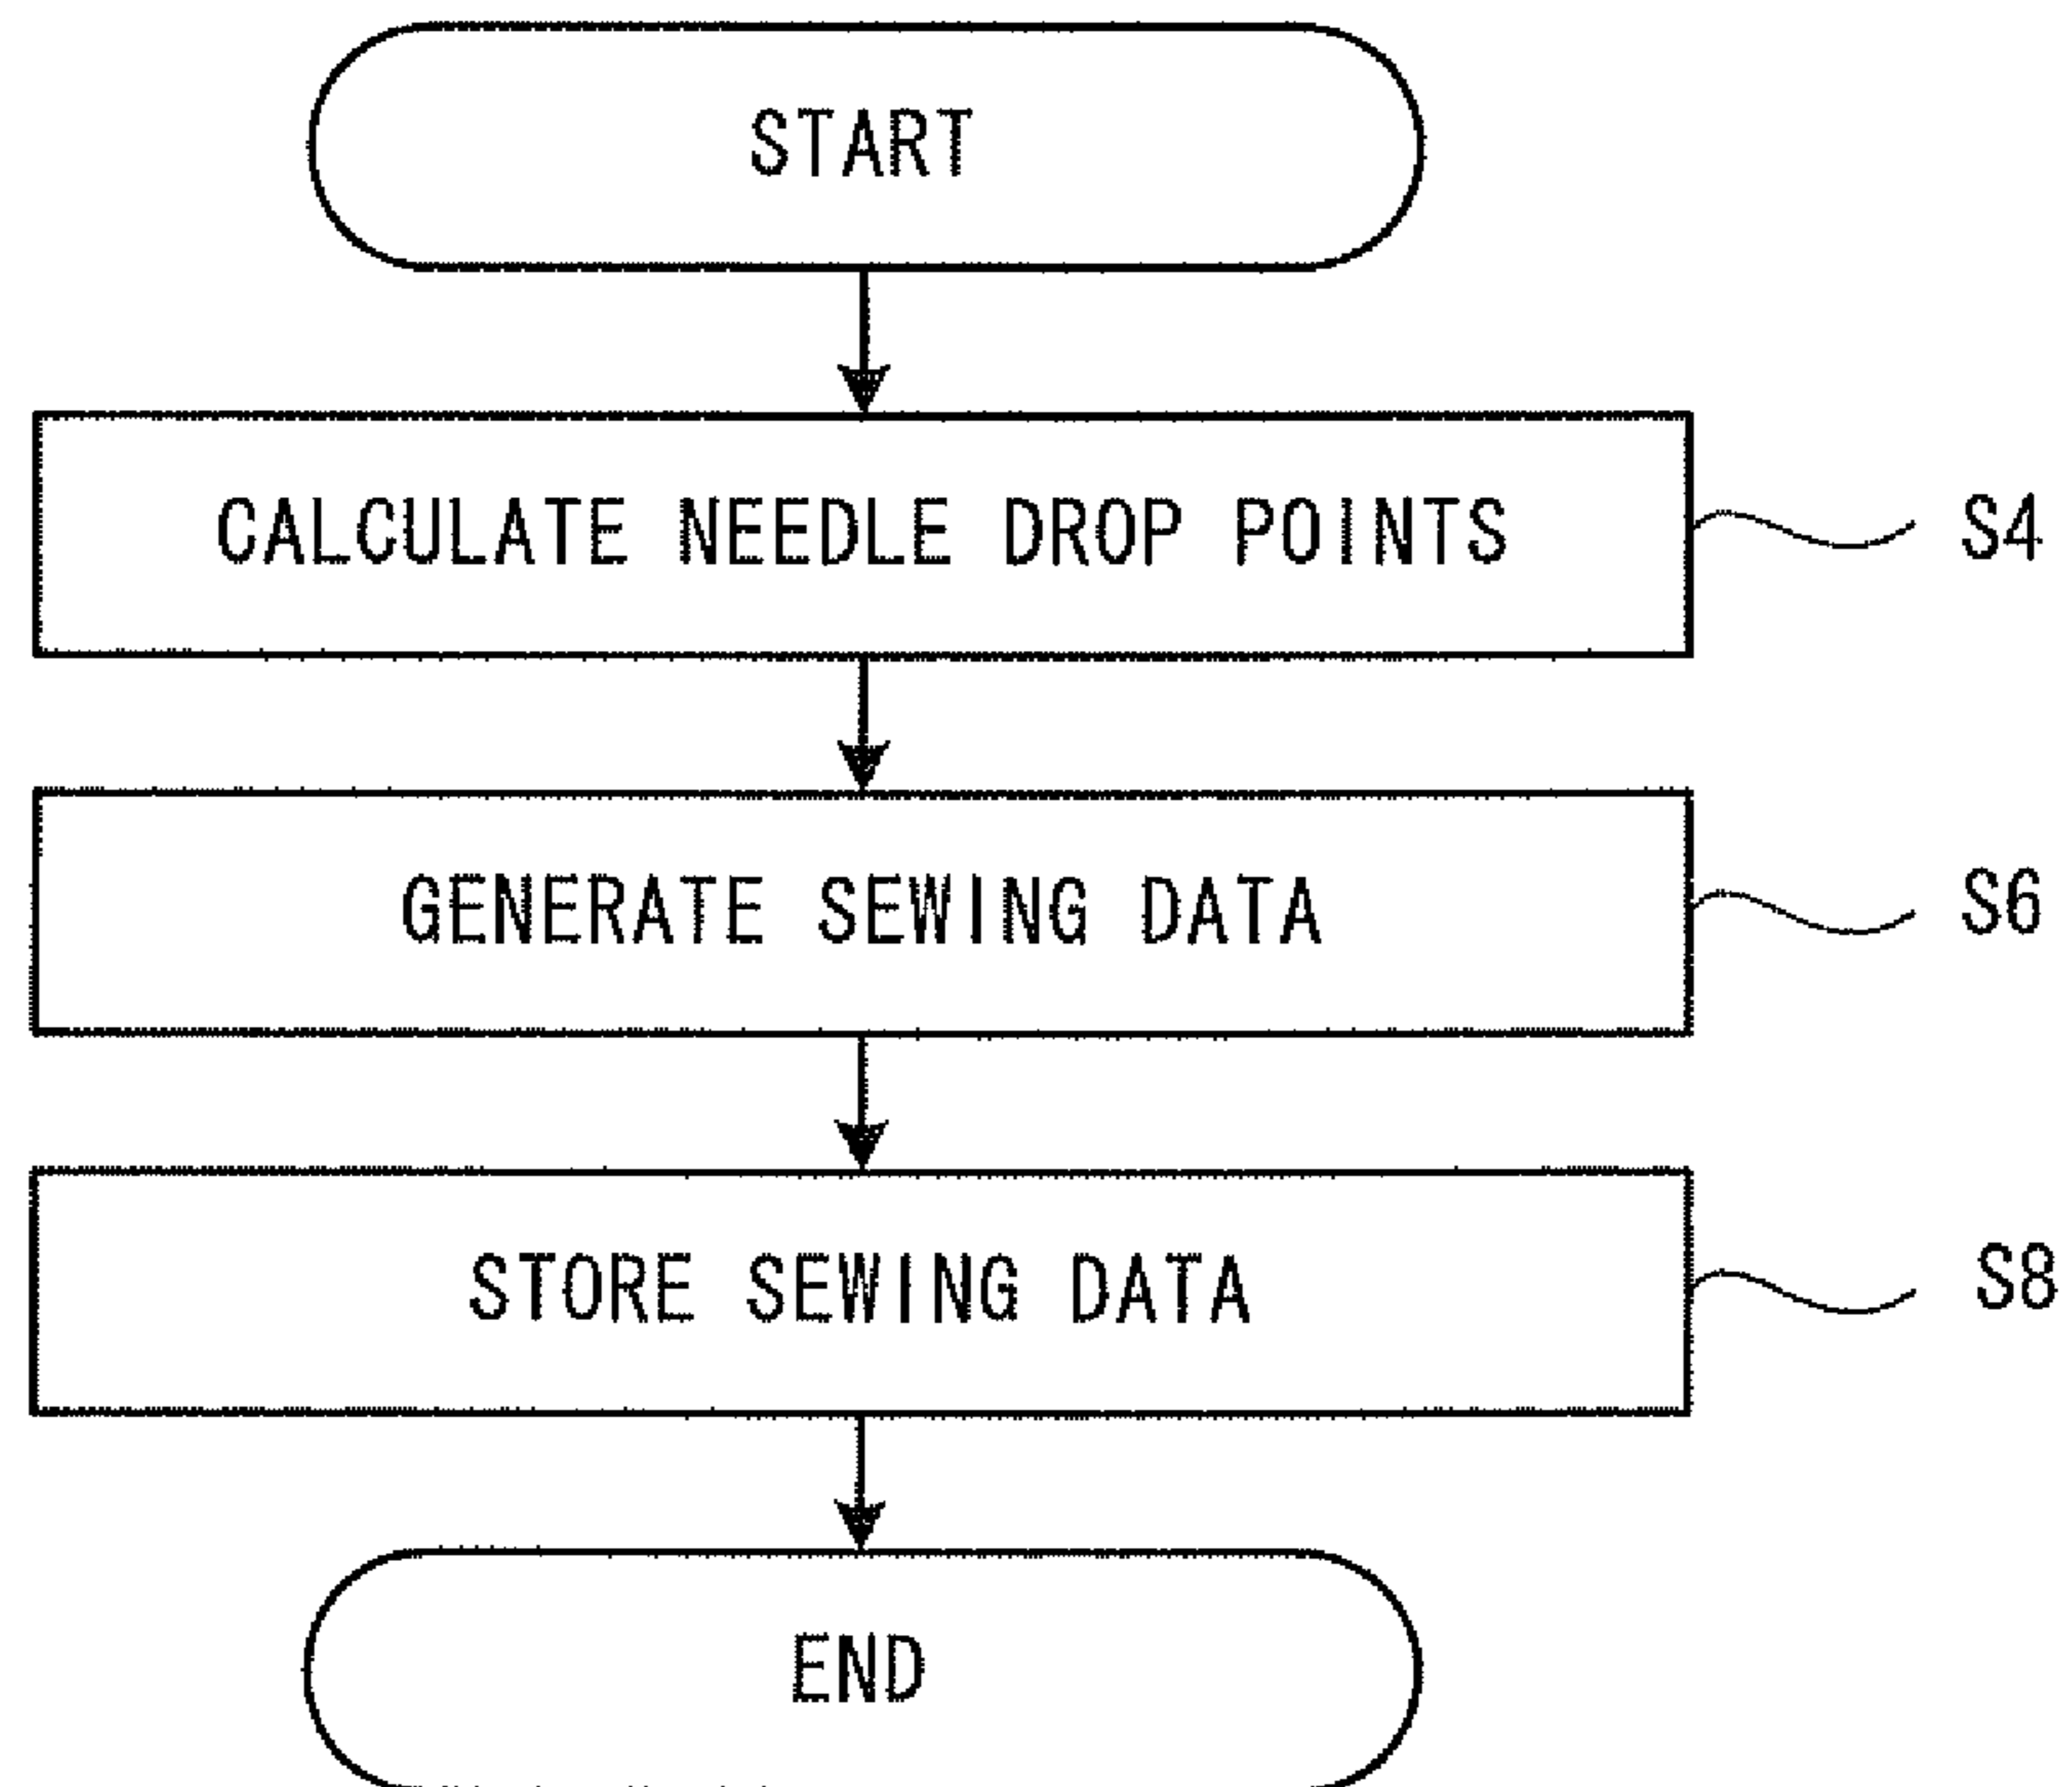 START
CALCULATE NEEDLE DROP POINTS
S4
GENERATE SEWING DATA
S6
STORE SEWING DATA
S8
END